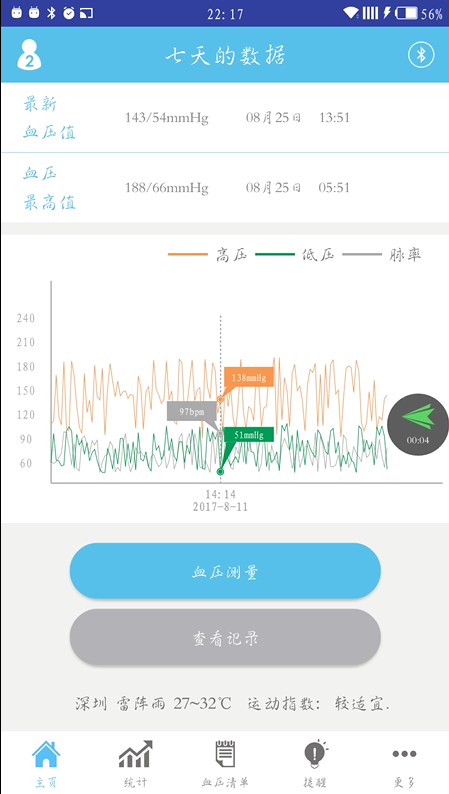 22:17
56%
2
七天的数据
最新
血压值
143/54mmHg
08月25日
13:51
血压
最高值
188/66mmHg
08月25日
05:51
高压
低压
脉率
240
210
180
150
120
90
60
138mmHg
97bpm
51mmHg
00:04
14:14
2017-8-11
血压测量
查看记录
深圳 雷阵雨 27~32℃ 运动指数：较适宜.
主页
统计
血压清单
提醒
更多